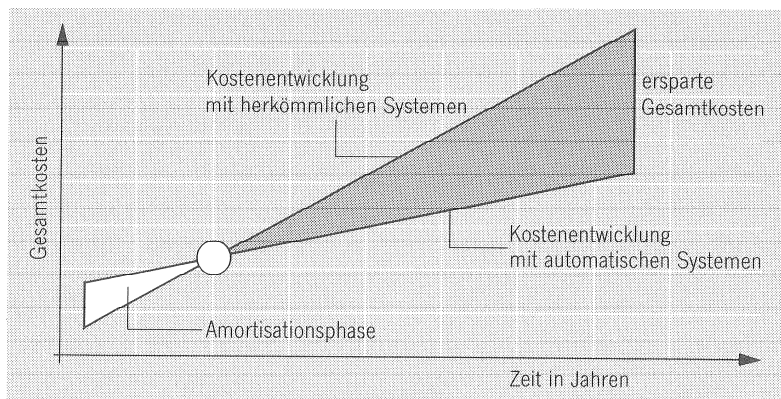 Kostenentwicklung
mit herkömmlichen Systemen
ersparte
Gesamtkosten
Gesamtkosten
Kostenentwicklung
mit automatischen Systemen
Amortisationsphase
Zeit in Jahren